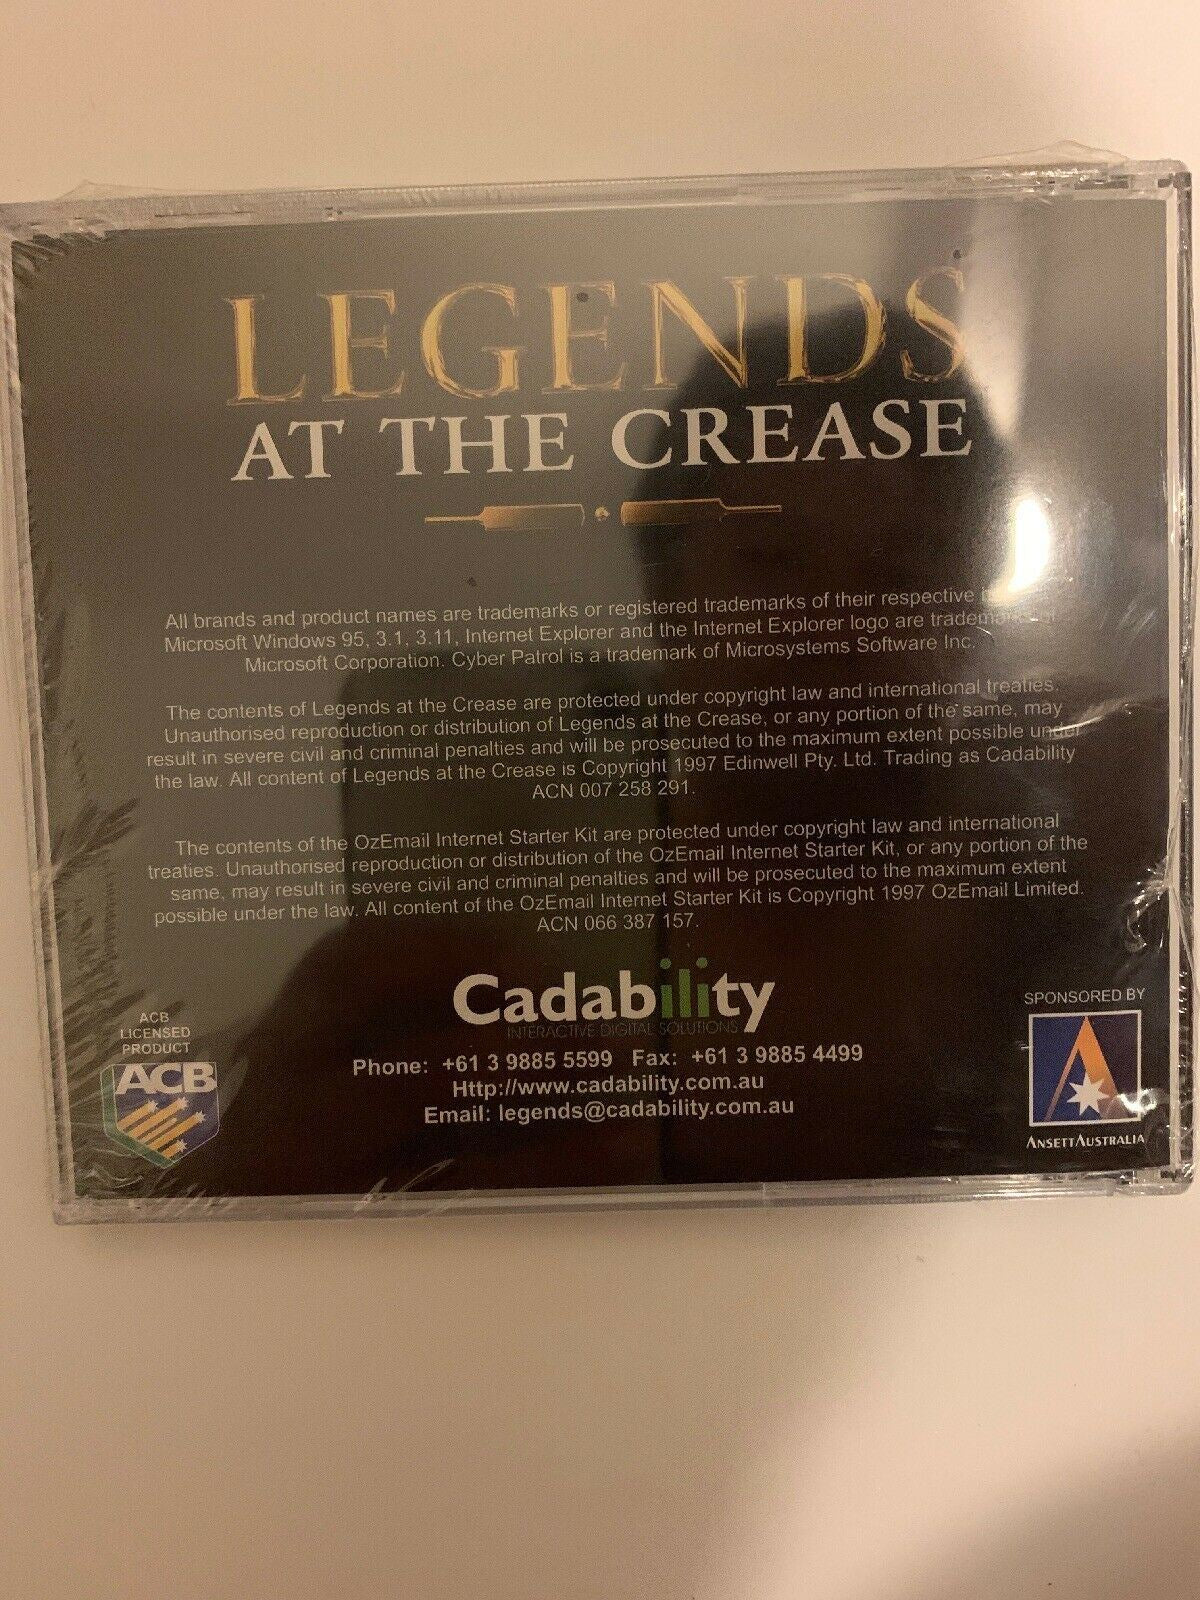 LEGENDS
AT THE CREASE
All brands and product names are trademarks or registered trademarks of their respective
Microsoft Windows 95, 3.1, 3.11, Internet Explorer and the Internet Explorer logo are trademarks of
Microsoft Corporation. Cyber Patrol is a trademark of Microsystems Software Inc.
The contents of Legends at the Crease are protected under copyright law and international treaties.
Unauthorised reproduction or distribution of Legends at the Crease, or any portion of the same, may
result in severe civil and criminal penalties and will be prosecuted to the maximum extent possible under
the law. All content of Legends at the Crease is Copyright 1997 Edinwell Pty. Ltd. Trading as Cadability
ACN 007 258 291.
The contents of the OzEmail Internet Starter Kit are protected under copyright law and international
treaties. Unauthorised reproduction or distribution of the OzEmail Internet Starter Kit, or any portion of the
same, may result in severe civil and criminal penalties and will be prosecuted to the maximum extent
possible under the law. All content of the OzEmail Internet Starter Kit is Copyright 1997 OzEmail Limited.
ACN 066 387 157.
Cadability
INTERACTIVE DIGITAL SOLUTIONS
Phone: +61 3 9885 5599 Fax: +61 3 9885 4499
Http://www.cadability.com.au
Email: legends@cadability.com.au
ACB
LICENSED
PRODUCT
ACB
SPONSORED BY
ANSETT AUSTRALIA